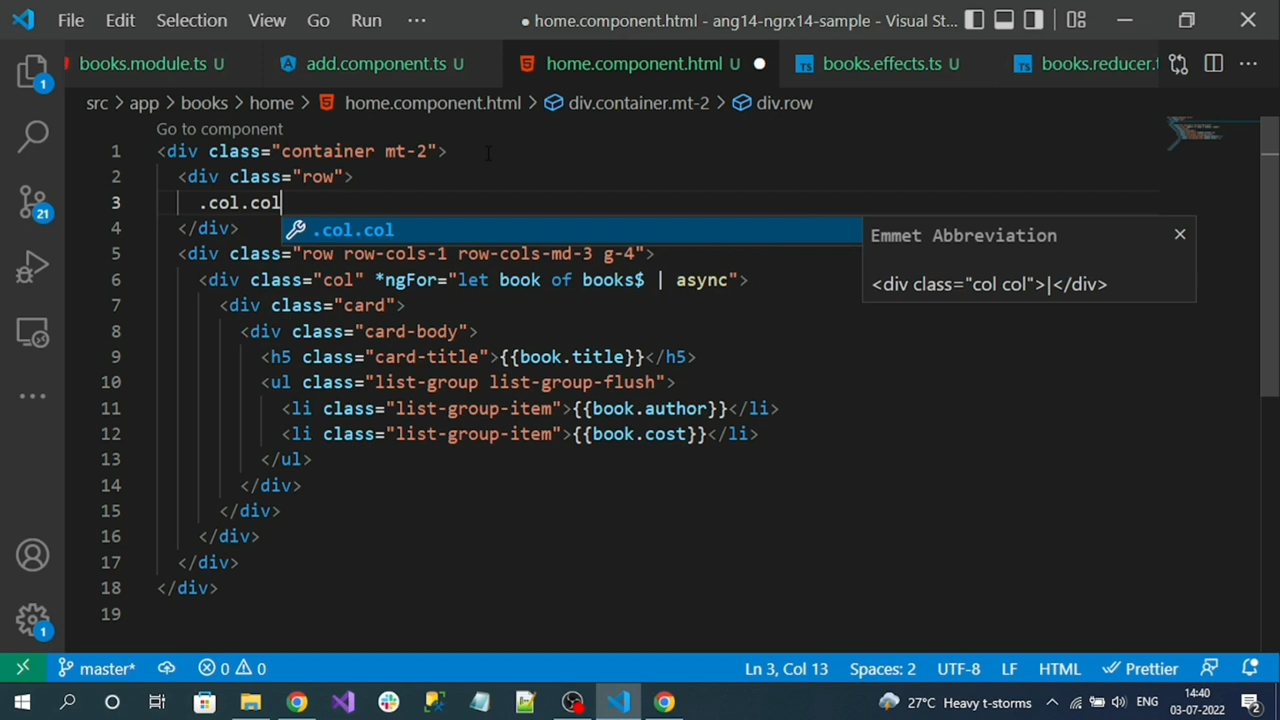 File Edit Selection View Go Run ···
● home.component.html - ang14-ngrx14-sample - Visual St...
books.module.ts U
add.component.ts U
home.component.html U
TS books.effects.ts U
TS books.reducer.t
src > app > books > home > home.component.html > div.container.mt-2 > div.row
Go to component
1 <div class="container mt-2">
2 <div class="row">
3 .col.col
4 </div>
5 <div class="row row-cols-1 row-cols-md-3 g-4">
6 <div class="col" *ngFor="let book of books$ | async">
7 <div class="card">
8 <div class="card-body">
9 <h5 class="card-title">{{book.title}}</h5>
10 <ul class="list-group list-group-flush">
11 <li class="list-group-item">{{book.author}}</li>
12 <li class="list-group-item">{{book.cost}}</li>
13 </ul>
14 </div>
15 </div>
16 </div>
17 </div>
18 </div>
19
.col.col
Emmet Abbreviation
<div class="col col">|</div>
1
21
1
master*
0 0
Ln 3, Col 13
Spaces: 2
UTF-8
LF
HTML
Prettier
27°C Heavy t-storms
ENG
14:40
03-07-2022
2